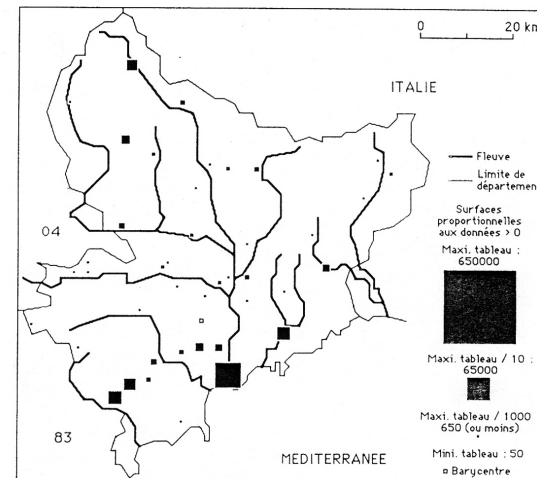 0 20 km
ITALIE
Fleuve
Limite de
département
Surfaces
proportionnelles
aux données > 0
Maxi. tableau :
650000
Maxi. tableau / 10 :
65000
Maxi. tableau / 1000
650 (ou moins)
Mini. tableau : 50
Barycentre
04
83
MEDITERRANEE